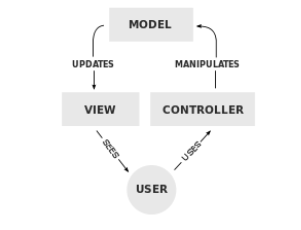 MODEL
UPDATES
MANIPULATES
VIEW
CONTROLLER
SEES
USES
USER